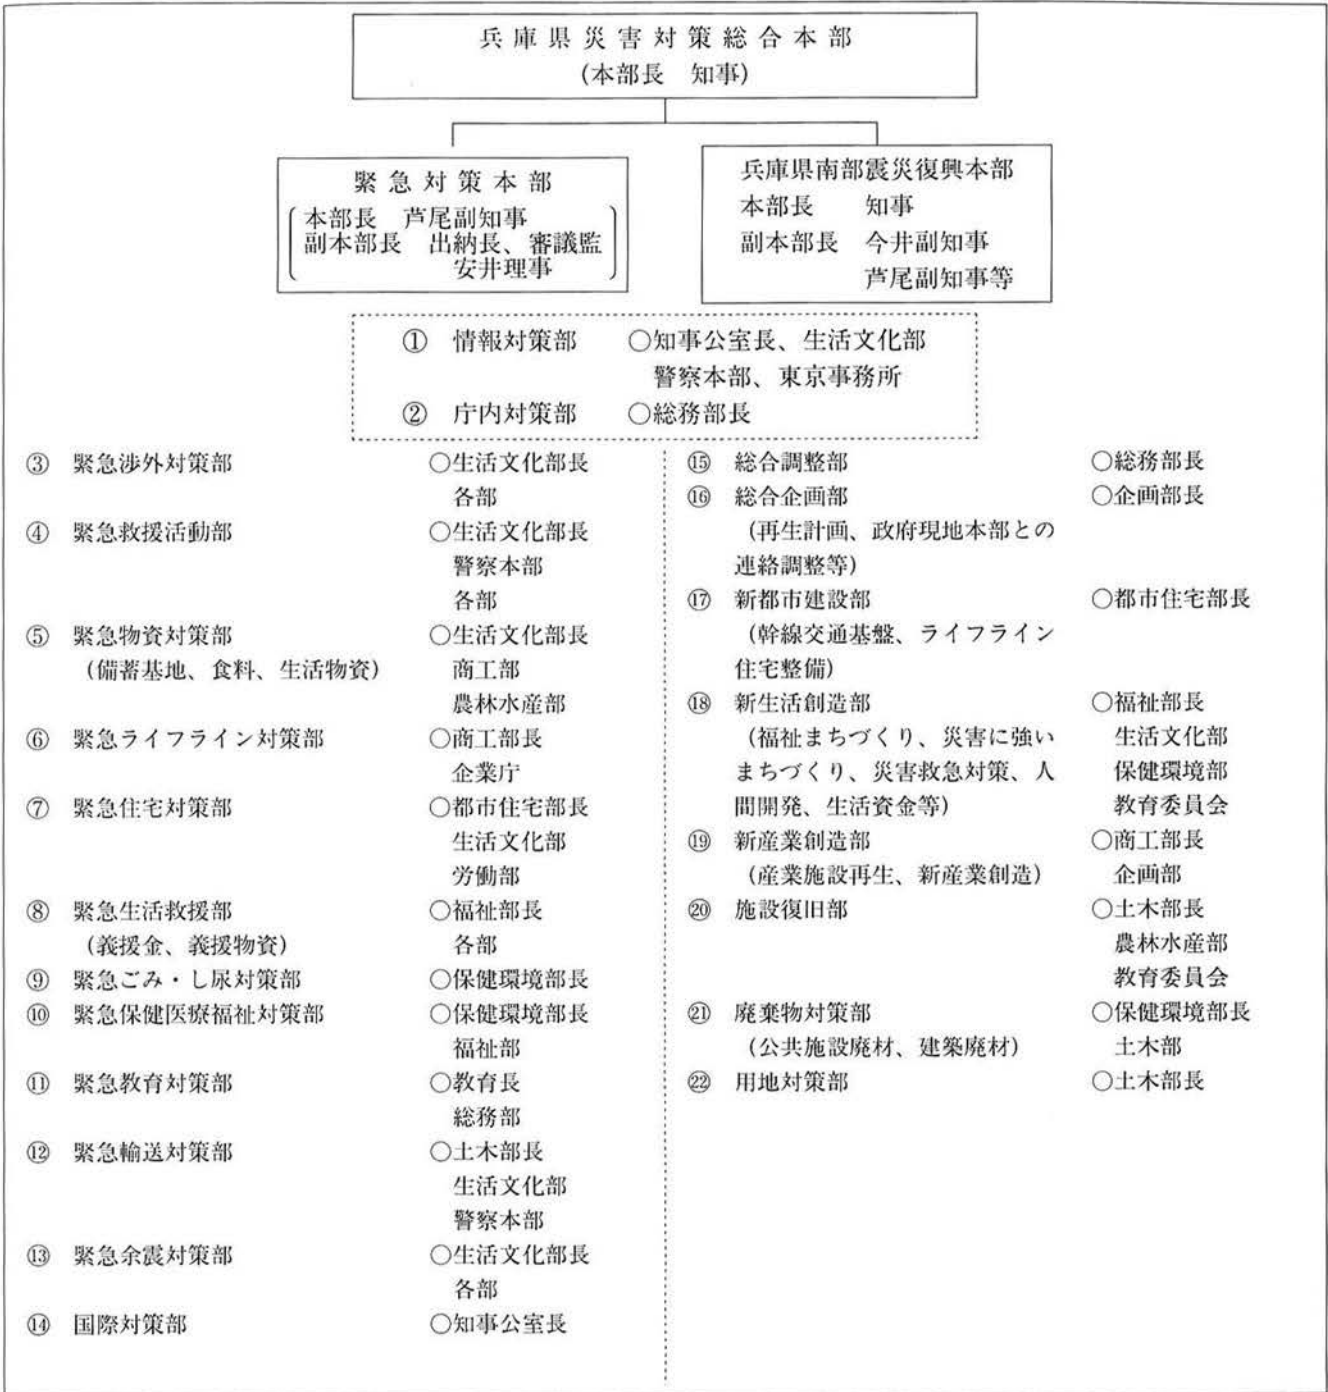 兵庫県災害対策総合本部
(本部長 知事)
緊急対策本部
本部長 芦尾副知事
副本部長 出納長、審議監
安井理事
兵庫県南部震災復興本部
本部長 知事
副本部長 今井副知事
芦尾副知事等
① 情報対策部 ○知事公室長、生活文化部
警察本部、東京事務所
② 庁内対策部 ○総務部長
③ 緊急渉外対策部 ○生活文化部長
各部
④ 緊急救援活動部 ○生活文化部長
警察本部
各部
⑤ 緊急物資対策部 ○生活文化部長
(備蓄基地、食料、生活物資) 商工部
農林水産部
⑥ 緊急ライフライン対策部 ○商工部長
企業庁
⑦ 緊急住宅対策部 ○都市住宅部長
生活文化部
労働部
⑧ 緊急生活救援部 ○福祉部長
(義援金、義援物資) 各部
⑨ 緊急ごみ・し尿対策部 ○保健環境部長
⑩ 緊急保健医療福祉対策部 ○保健環境部長
福祉部
⑪ 緊急教育対策部 ○教育長
総務部
⑫ 緊急輸送対策部 ○土木部長
生活文化部
警察本部
⑬ 緊急余震対策部 ○生活文化部長
各部
⑭ 国際対策部 ○知事公室長
⑮ 総合調整部 ○総務部長
⑯ 総合企画部 ○企画部長
(再生計画、政府現地本部との
連絡調整等)
⑰ 新都市建設部 ○都市住宅部長
(幹線交通基盤、ライフライン
住宅整備)
⑱ 新生活創造部 ○福祉部長
(福祉まちづくり、災害に強い 生活文化部
まちづくり、災害救急対策、人 保健環境部
間開発、生活資金等) 教育委員会
⑲ 新産業創造部 ○商工部長
(産業施設再生、新産業創造) 企画部
⑳ 施設復旧部 ○土木部長
農林水産部
教育委員会
㉑ 廃棄物対策部 ○保健環境部長
(公共施設廃材、建築廃材) 土木部
㉒ 用地対策部 ○土木部長